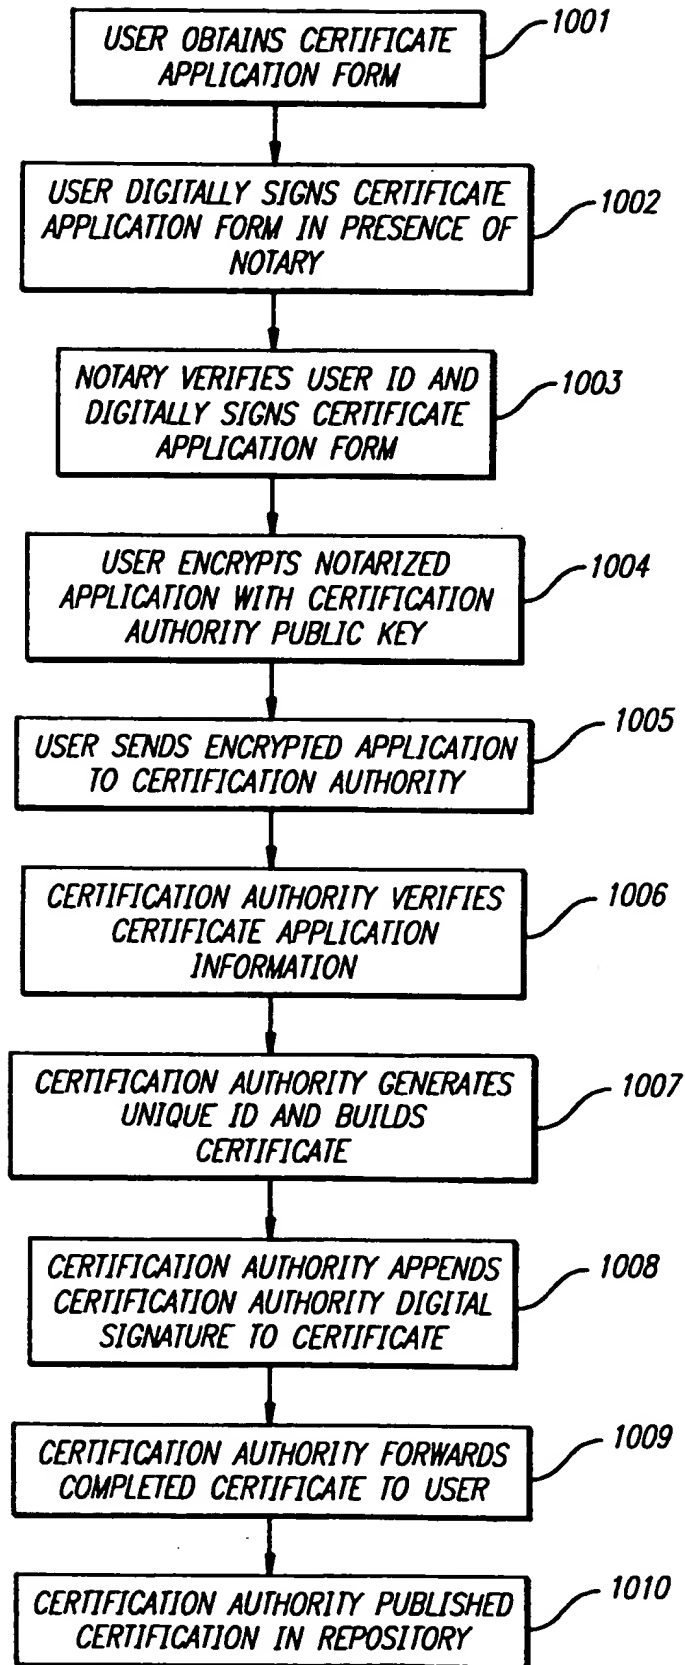 1001
USER OBTAINS CERTIFICATE
APPLICATION FORM
1002
USER DIGITALLY SIGNS CERTIFICATE
APPLICATION FORM IN PRESENCE OF
NOTARY
1003
NOTARY VERIFIES USER ID AND
DIGITALLY SIGNS CERTIFICATE
APPLICATION FORM
1004
USER ENCRYPTS NOTARIZED
APPLICATION WITH CERTIFICATION
AUTHORITY PUBLIC KEY
1005
USER SENDS ENCRYPTED APPLICATION
TO CERTIFICATION AUTHORITY
1006
CERTIFICATION AUTHORITY VERIFIES
CERTIFICATE APPLICATION
INFORMATION
1007
CERTIFICATION AUTHORITY GENERATES
UNIQUE ID AND BUILDS
CERTIFICATE
1008
CERTIFICATION AUTHORITY APPENDS
CERTIFICATION AUTHORITY DIGITAL
SIGNATURE TO CERTIFICATE
1009
CERTIFICATION AUTHORITY FORWARDS
COMPLETED CERTIFICATE TO USER
1010
CERTIFICATION AUTHORITY PUBLISHED
CERTIFICATION IN REPOSITORY